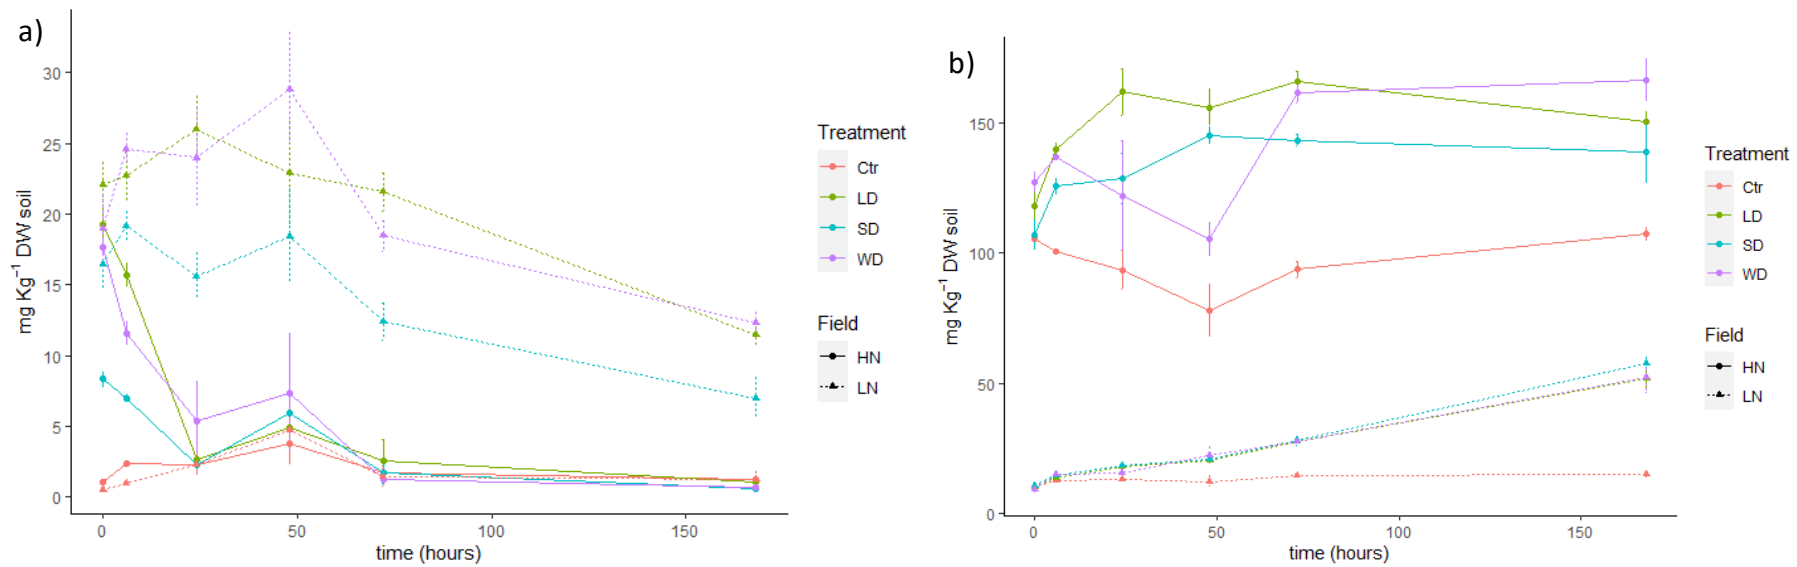 a)
mg Kg⁻¹ DW soil
30
25
20
15
10
5
0
0 50 100 150
time (hours)
Treatment
Ctr
LD
SD
WD
Field
HN
LN
b)
mg Kg⁻¹ DW soil
150
100
50
0
0 50 100 150
time (hours)
Treatment
Ctr
LD
SD
WD
Field
HN
LN